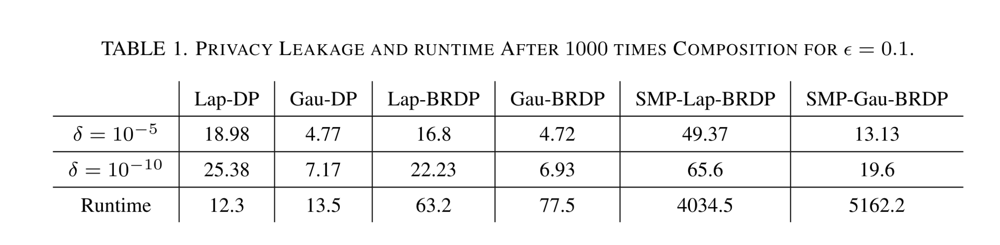 TABLE 1. PRIVACY LEAKAGE AND RUNTIME AFTER 1000 TIMES COMPOSITION FOR ϵ = 0.1.
Lap-DP Gau-DP Lap-BRDP Gau-BRDP SMP-Lap-BRDP SMP-Gau-BRDP
δ = 10⁻⁵ 18.98 4.77 16.8 4.72 49.37 13.13
δ = 10⁻¹⁰ 25.38 7.17 22.23 6.93 65.6 19.6
Runtime 12.3 13.5 63.2 77.5 4034.5 5162.2